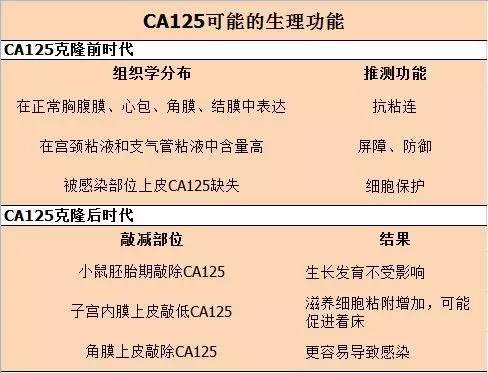 CA125可能的生理功能
CA125克隆前时代
组织学分布 推测功能
在正常胸腹膜、心包、角膜、结膜中表达 抗粘连
在宫颈粘液和支气管粘液中含量高 屏障、防御
被感染部位上皮CA125缺失 细胞保护
CA125克隆后时代
敲减部位 结果
小鼠胚胎期敲除CA125 生长发育不受影响
子宫内膜上皮敲低CA125 滋养细胞粘附增加，可能
促进着床
角膜上皮敲除CA125 更容易导致感染